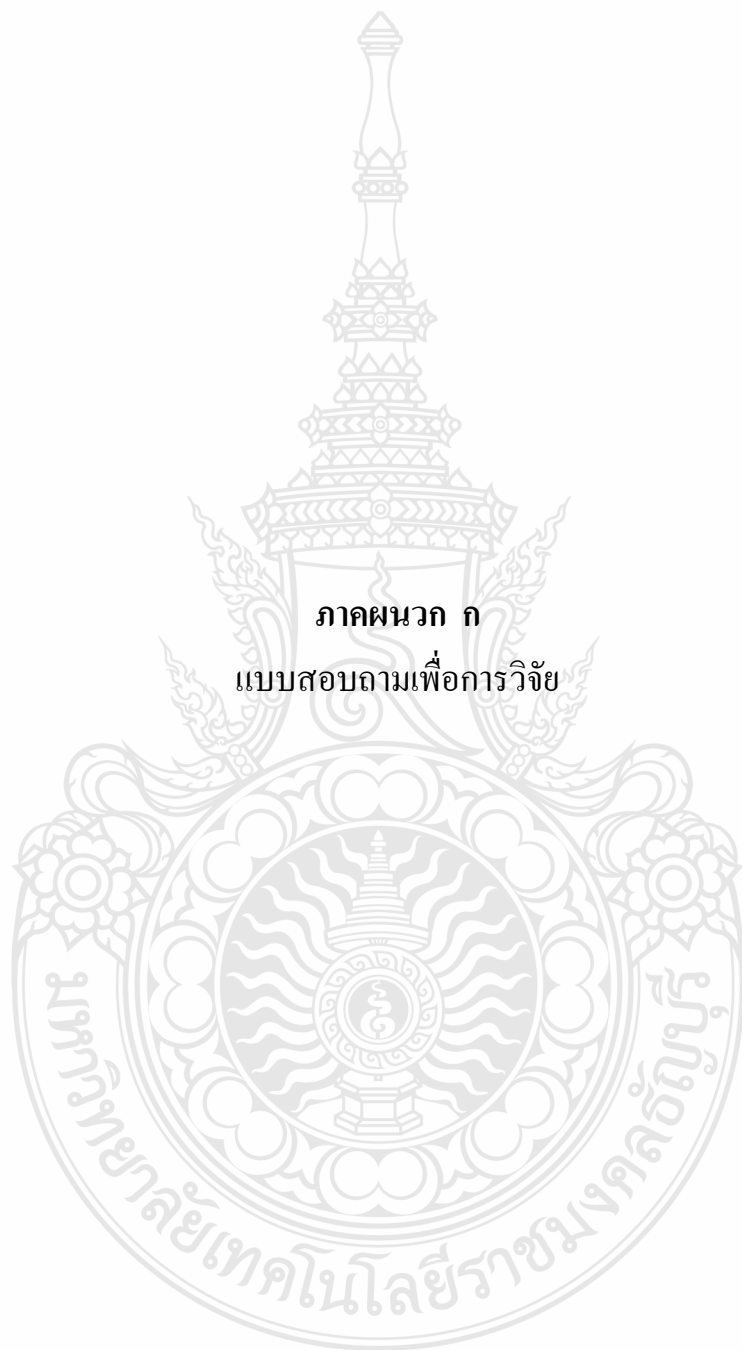 ภาคผนวก ก
แบบสอบถามเพื่อการวิจัย
มหาวิทยาลัยเทคโนโลยีราชมงคลธัญบุรี